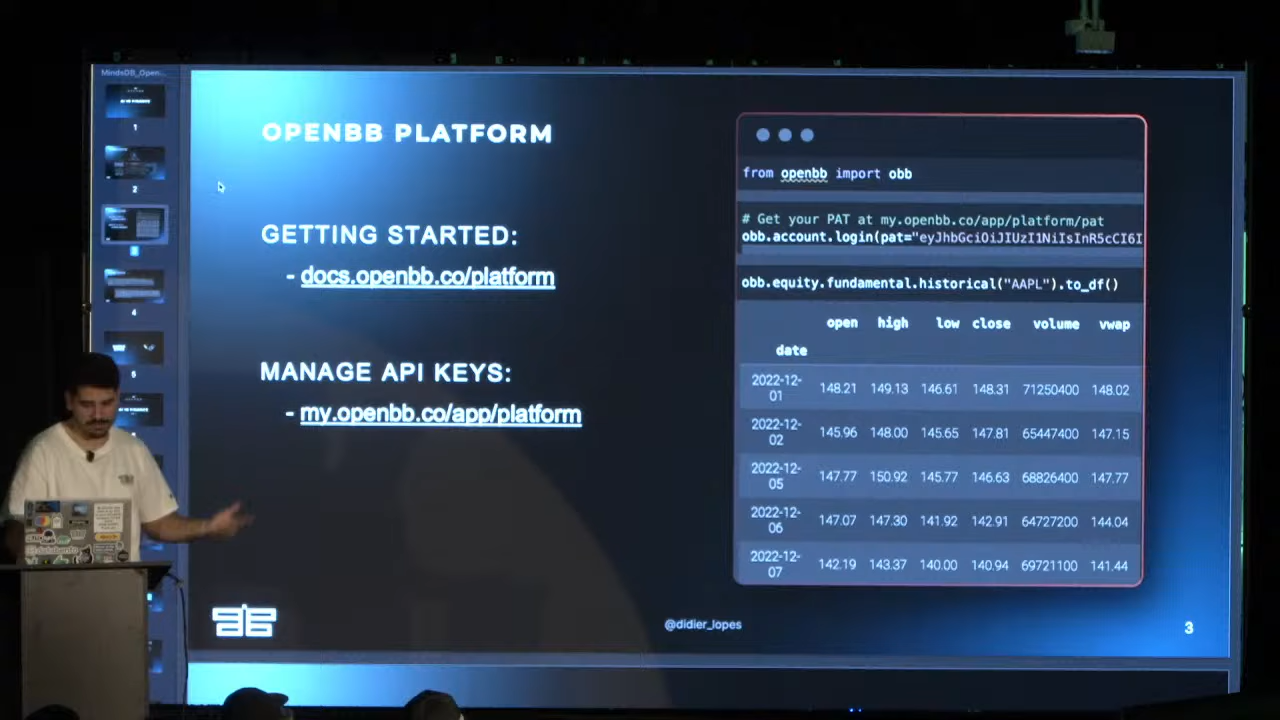 MindsDB_Open...
1
2
3
4
5
OPENBB PLATFORM
GETTING STARTED:
- docs.openbb.co/platform
MANAGE API KEYS:
- my.openbb.co/app/platform
from openbb import obb
# Get your PAT at my.openbb.co/app/platform/pat
obb.account.login(pat="eyJhbGciOiJIUzI1NiIsInR5cCI6I
obb.equity.fundamental.historical("AAPL").to_df()
open high low close volume vwap
date
2022-12-01 148.21 149.13 146.61 148.31 71250400 148.02
2022-12-02 145.96 148.00 145.65 147.81 65447400 147.15
2022-12-05 147.77 150.92 145.77 146.63 68826400 147.77
2022-12-06 147.07 147.30 141.92 142.91 64727200 144.04
2022-12-07 142.19 143.37 140.00 140.94 69721100 141.44
@didier_lopes
3